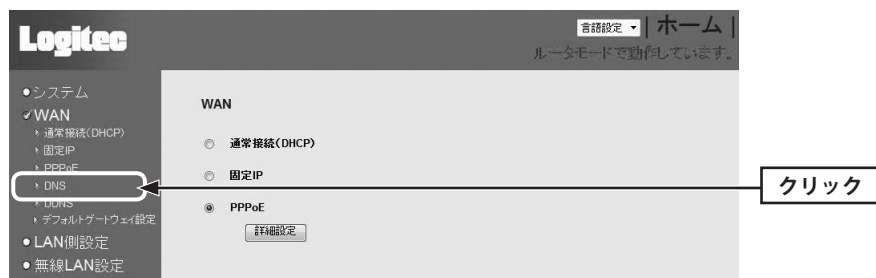 Logitec
言語設定 | ホーム |
ルータモードで動作しています。
システム
WAN
通常接続(DHCP)
固定IP
PPPoE
DNS
DDNS
デフォルトゲートウェイ設定
LAN側設定
無線LAN設定
WAN
通常接続(DHCP)
固定IP
PPPoE
詳細設定
クリック